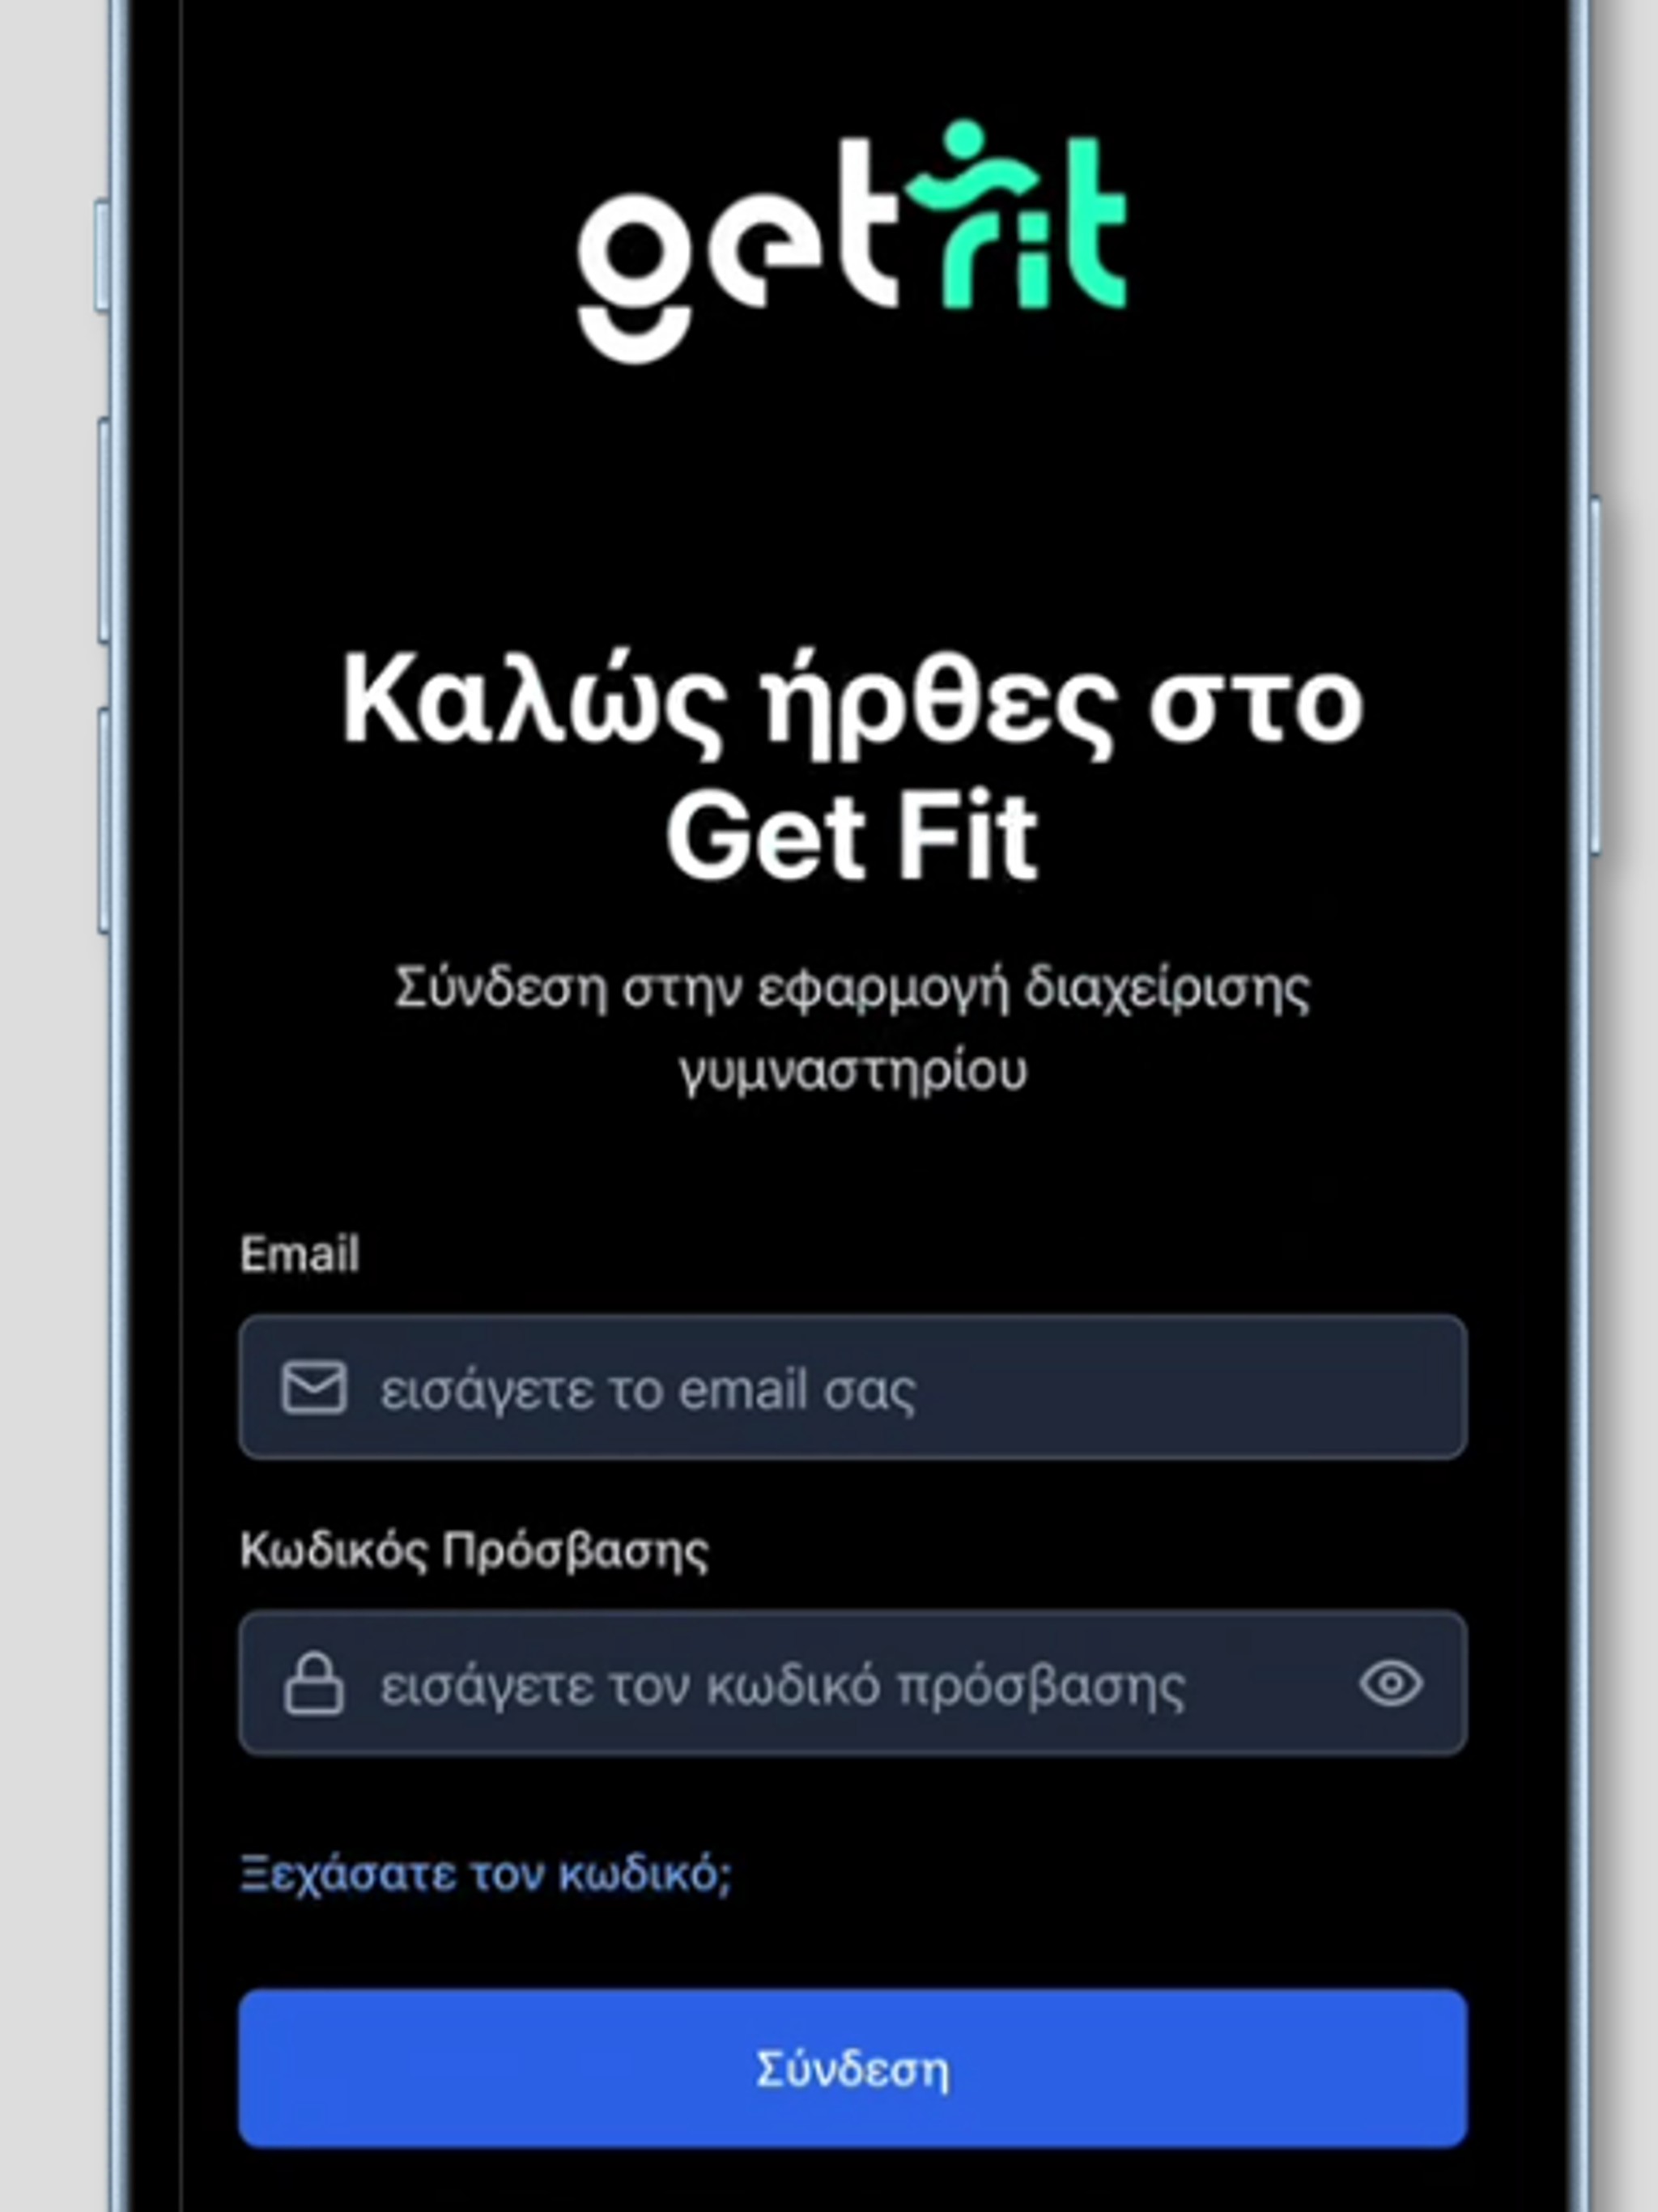 getfit
Καλώς ήρθες στο
Get Fit
Σύνδεση στην εφαρμογή διαχείρισης
γυμναστηρίου
Email
εισάγετε το email σας
Κωδικός Πρόσβασης
εισάγετε τον κωδικό πρόσβασης
Ξεχάσατε τον κωδικό;
Σύνδεση